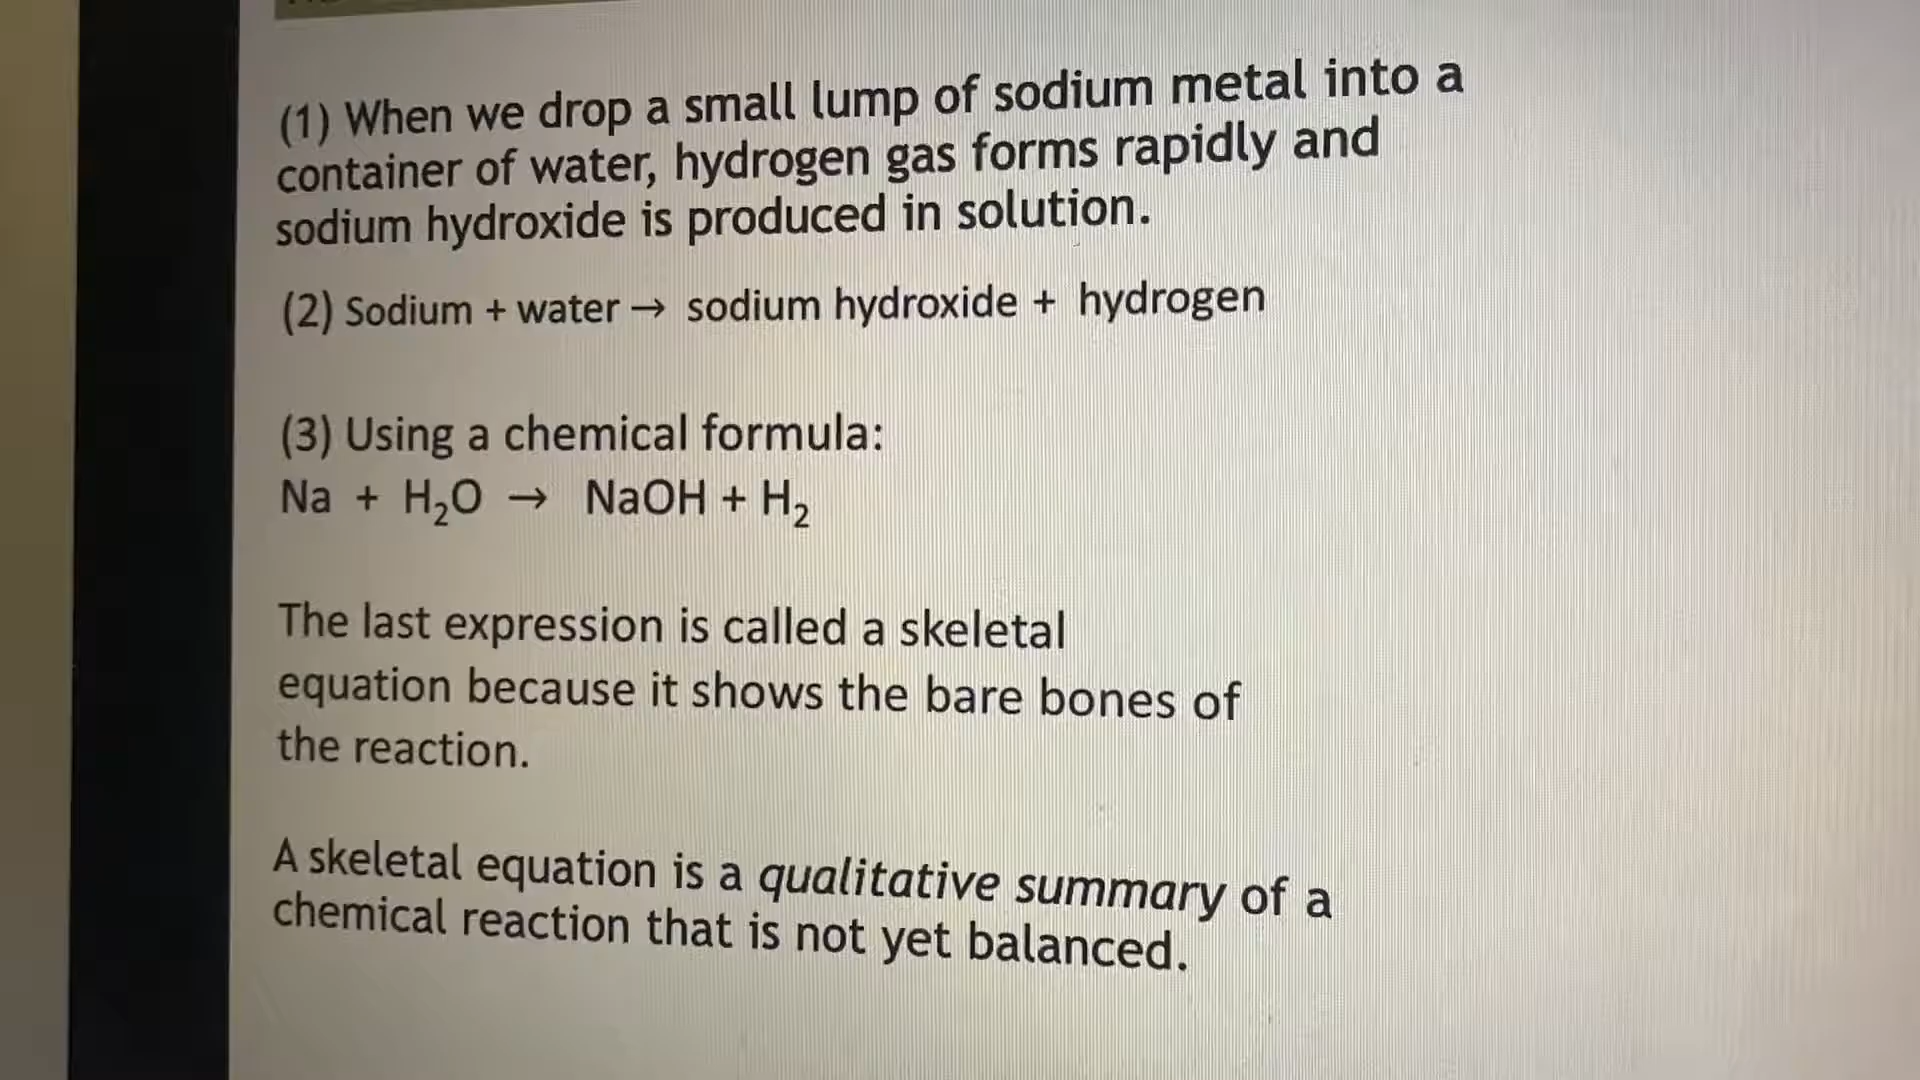 (1) When we drop a small lump of sodium metal into a
container of water, hydrogen gas forms rapidly and
sodium hydroxide is produced in solution.
(2) Sodium + water → sodium hydroxide + hydrogen
(3) Using a chemical formula:
Na + H₂O → NaOH + H₂
The last expression is called a skeletal
equation because it shows the bare bones of
the reaction.
A skeletal equation is a qualitative summary of a
chemical reaction that is not yet balanced.